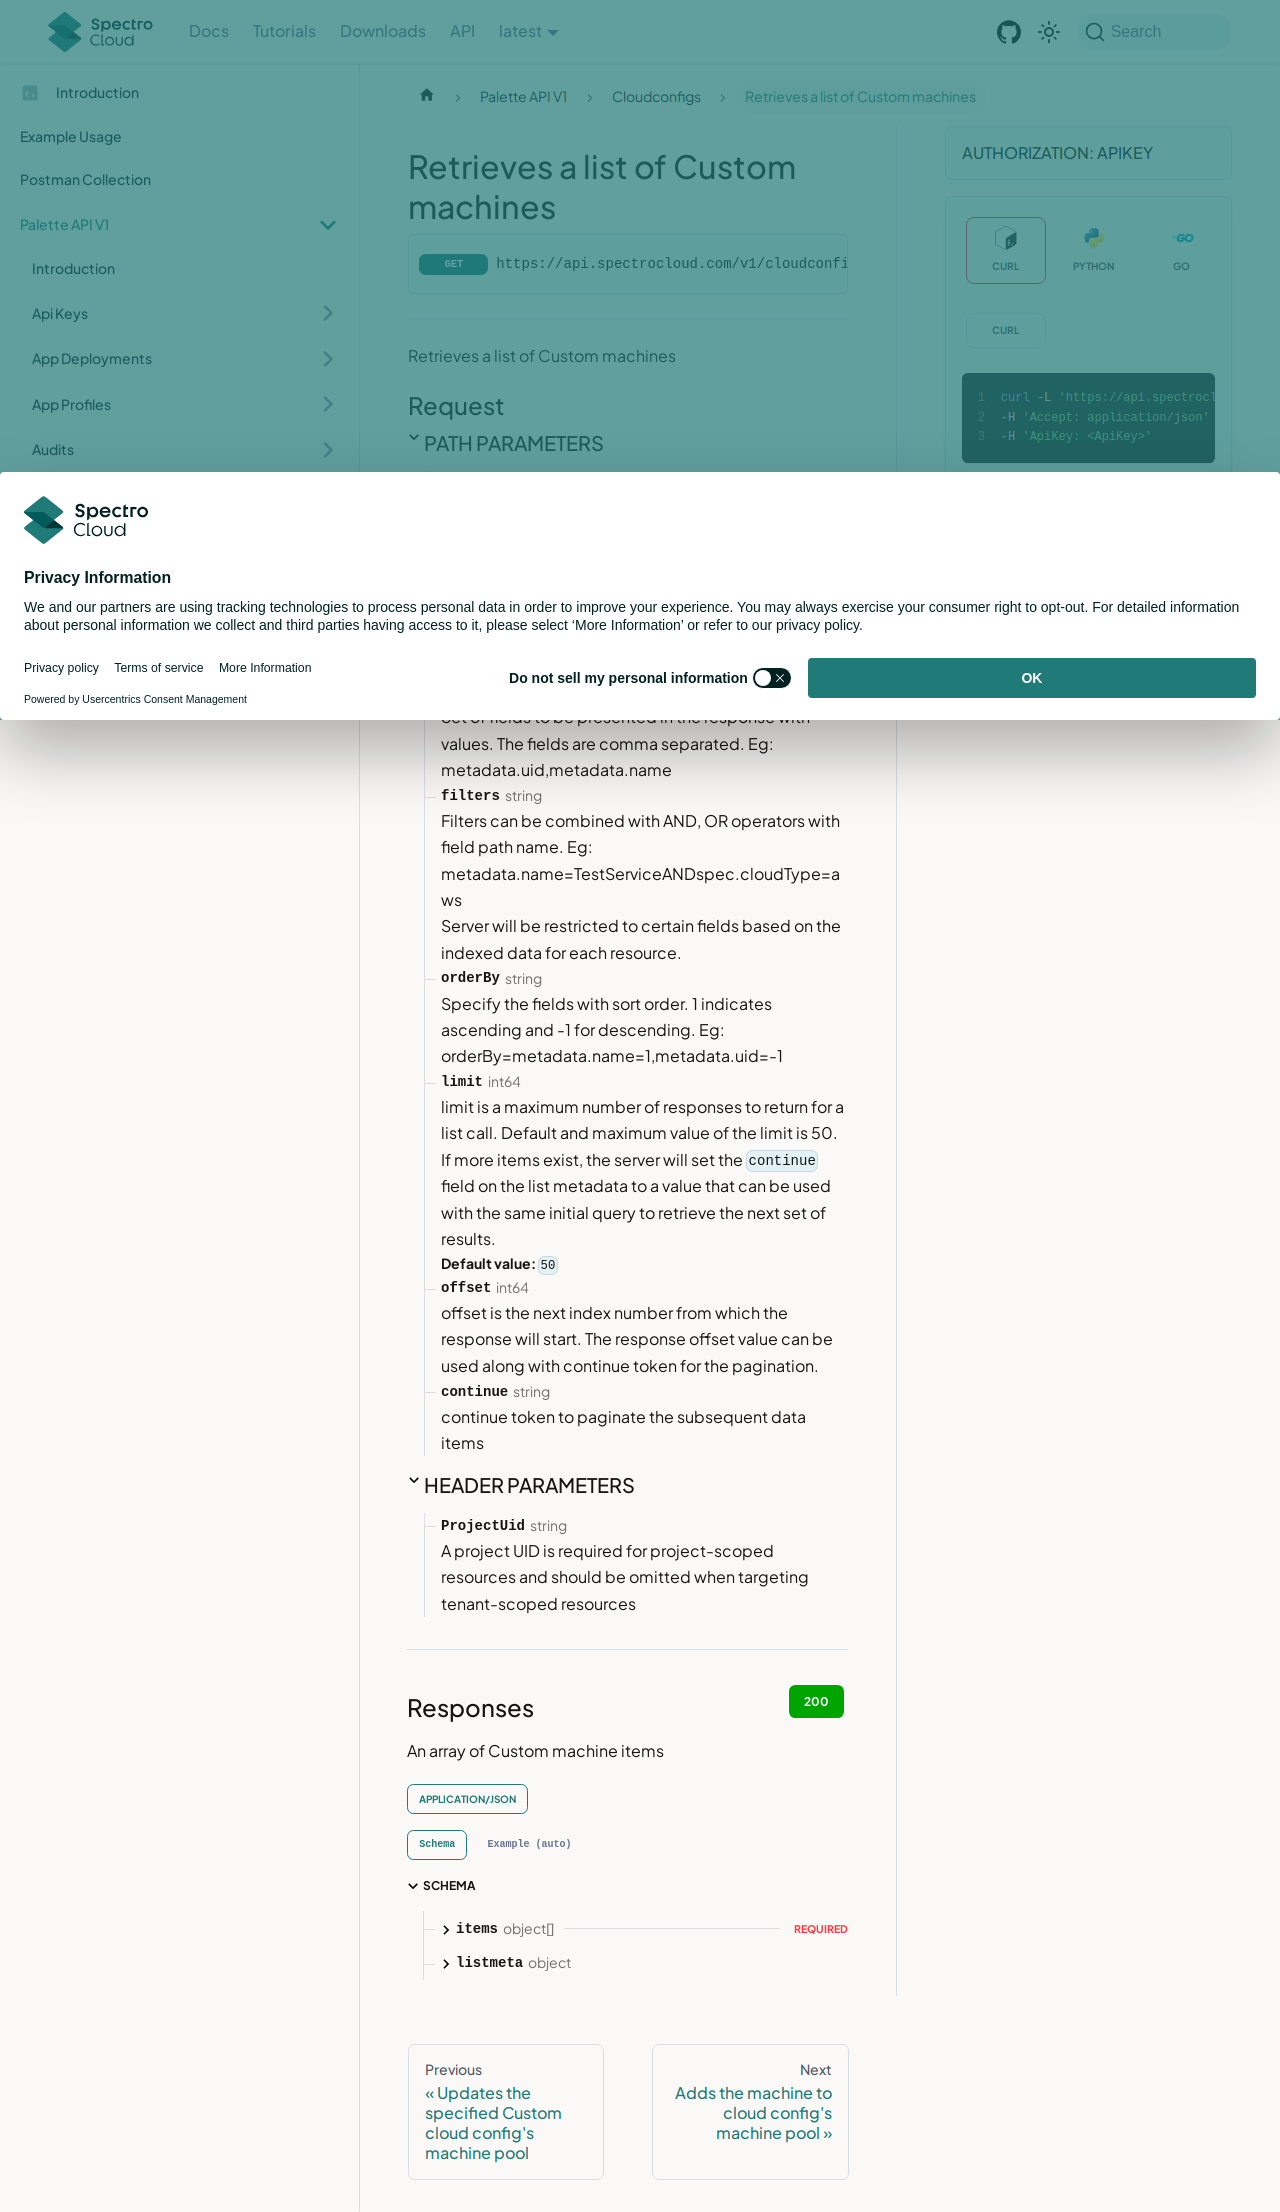 Spectro Cloud
Docs
Tutorials
Downloads
API
latest
Search
Introduction
Example Usage
Postman Collection
Palette API V1
Introduction
Api Keys
App Deployments
App Profiles
Audits
Palette API V1
Cloudconfigs
Retrieves a list of Custom machines
Retrieves a list of Custom
machines
GET https://api.spectrocloud.com/v1/cloudconfi
Retrieves a list of Custom machines
Request
PATH PARAMETERS
AUTHORIZATION: APIKEY
CURL
PYTHON
GO
CURL
1 curl -L 'https://api.spectrocl
2 -H 'Accept: application/json'
3 -H 'ApiKey: <ApiKey>'
Spectro
Cloud
Privacy Information
We and our partners are using tracking technologies to process personal data in order to improve your experience. You may always exercise your consumer right to opt-out. For detailed information
about personal information we collect and third parties having access to it, please select ‘More Information’ or refer to our privacy policy.
Privacy policy
Terms of service
More Information
Powered by Usercentrics Consent Management
Do not sell my personal information
OK
Set of fields to be presented in the response with
values. The fields are comma separated. Eg:
metadata.uid,metadata.name
filters string
Filters can be combined with AND, OR operators with
field path name. Eg:
metadata.name=TestServiceANDspec.cloudType=a
ws
Server will be restricted to certain fields based on the
indexed data for each resource.
orderBy string
Specify the fields with sort order. 1 indicates
ascending and -1 for descending. Eg:
orderBy=metadata.name=1,metadata.uid=-1
limit int64
limit is a maximum number of responses to return for a
list call. Default and maximum value of the limit is 50.
If more items exist, the server will set the continue
field on the list metadata to a value that can be used
with the same initial query to retrieve the next set of
results.
Default value: 50
offset int64
offset is the next index number from which the
response will start. The response offset value can be
used along with continue token for the pagination.
continue string
continue token to paginate the subsequent data
items
HEADER PARAMETERS
ProjectUid string
A project UID is required for project-scoped
resources and should be omitted when targeting
tenant-scoped resources
Responses
200
An array of Custom machine items
APPLICATION/JSON
Schema
Example (auto)
SCHEMA
items object[] REQUIRED
listmeta object
Previous
« Updates the
specified Custom
cloud config's
machine pool
Next
Adds the machine to
cloud config's
machine pool »